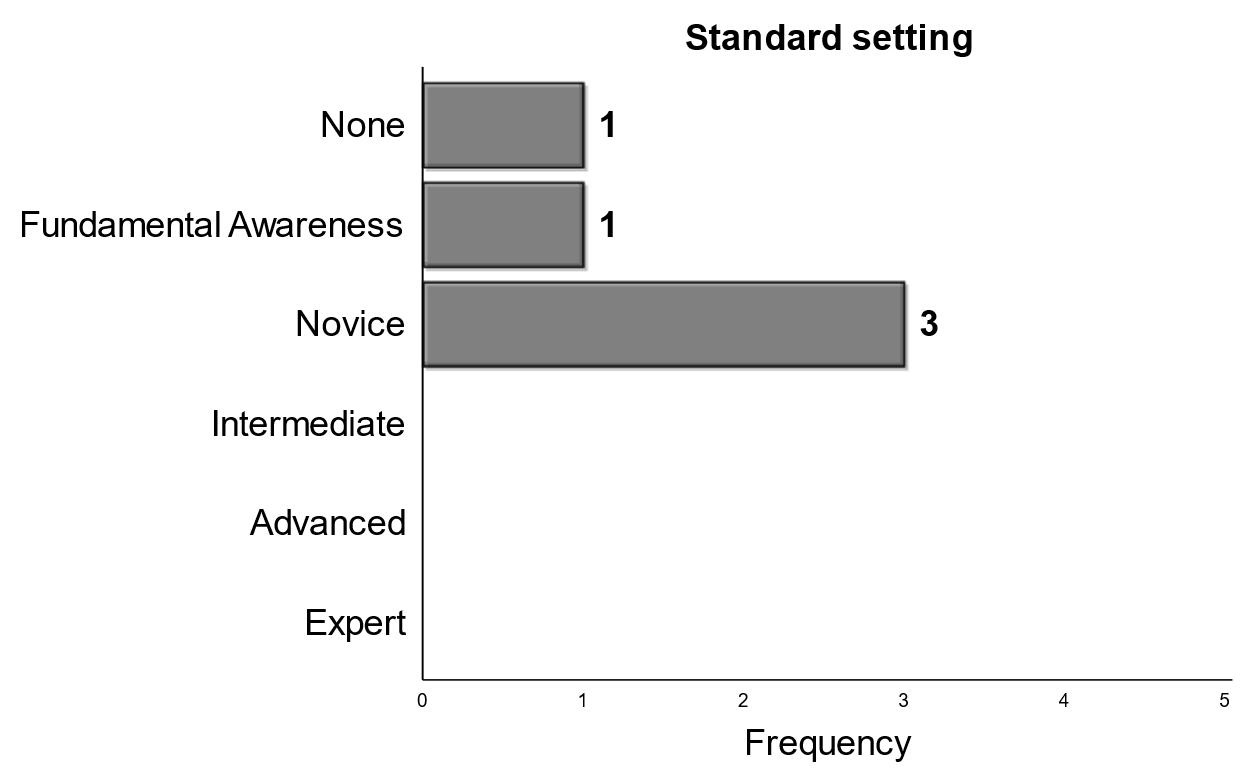 Standard setting
None 1
Fundamental Awareness 1
Novice 3
Intermediate
Advanced
Expert
0 1 2 3 4 5
Frequency